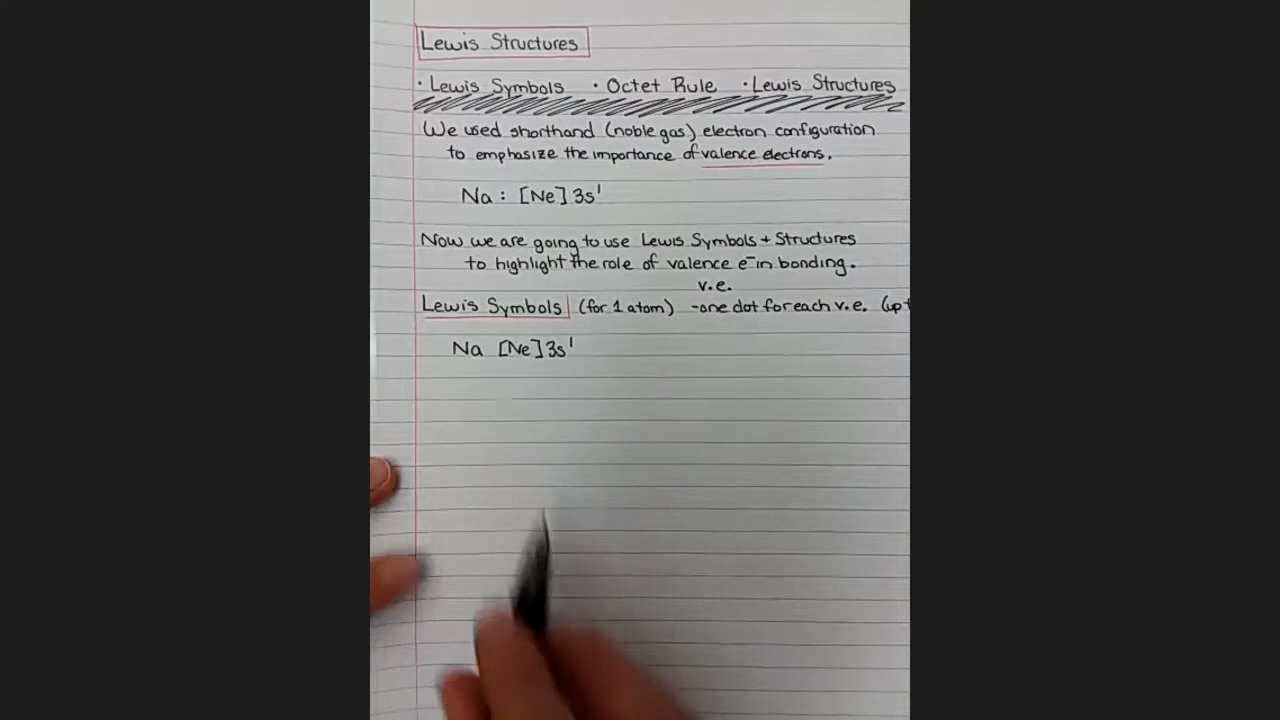 Lewis Structures
· Lewis Symbols · Octet Rule · Lewis Structures
We used shorthand (noble gas) electron configuration
to emphasize the importance of valence electrons.
Na : [Ne] 3s¹
Now we are going to use Lewis Symbols + Structures
to highlight the role of valence e⁻ in bonding.
v.e.
Lewis Symbols (for 1 atom) -one dot for each v.e. (up
Na [Ne] 3s¹